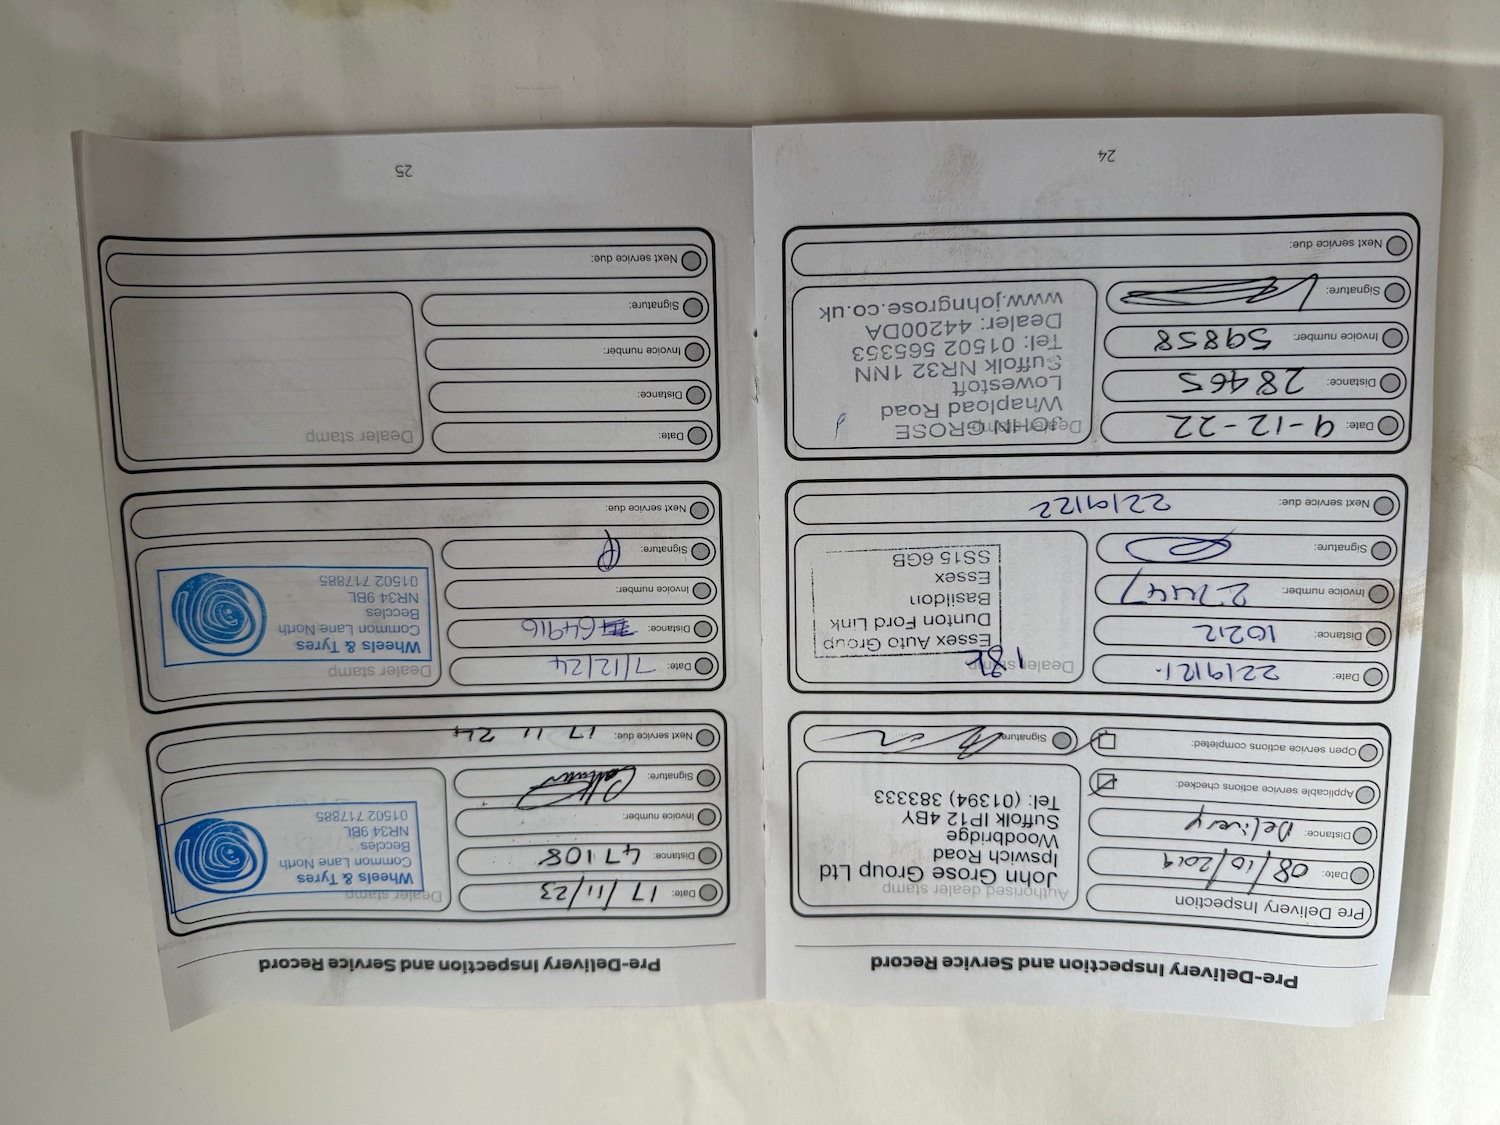 Pre-Delivery Inspection and Service Record
Pre Delivery Inspection
Date: 08/10/2019
Distance: Delivery
Applicable service actions checked:
Open service actions completed:
Authorised dealer stamp
John Grose Group Ltd
Ipswich Road
Woodbridge
Suffolk IP12 4BY
Tel: (01394) 383333
Signature:
Date: 22/9/21.
Distance: 10212
Invoice number: 27447
Signature:
Next service due: 22/9/22
Dealer stamp
Essex Auto Group
Dunton Ford Link
Basildon
Essex
SS15 6GB
Date: 9-12-22
Distance: 28465
Invoice number: 59858
Signature:
Next service due:
Dealer stamp
JOHN GROSE
Whapload Road
Lowestoft
Suffolk NR32 1NN
Tel: 01502 565353
Dealer: 44200DA
www.johngrose.co.uk
24
Pre-Delivery Inspection and Service Record
Date: 17/11/23
Distance: 47108
Invoice number:
Signature:
Next service due: 17 11 24
Dealer stamp
Wheels & Tyres
Common Lane North
Beccles
NR34 9BL
01502 717885
Date: 7/12/24
Distance: 64916
Invoice number:
Signature:
Next service due:
Dealer stamp
Wheels & Tyres
Common Lane North
Beccles
NR34 9BL
01502 717885
Date:
Distance:
Invoice number:
Signature:
Next service due:
Dealer stamp
25